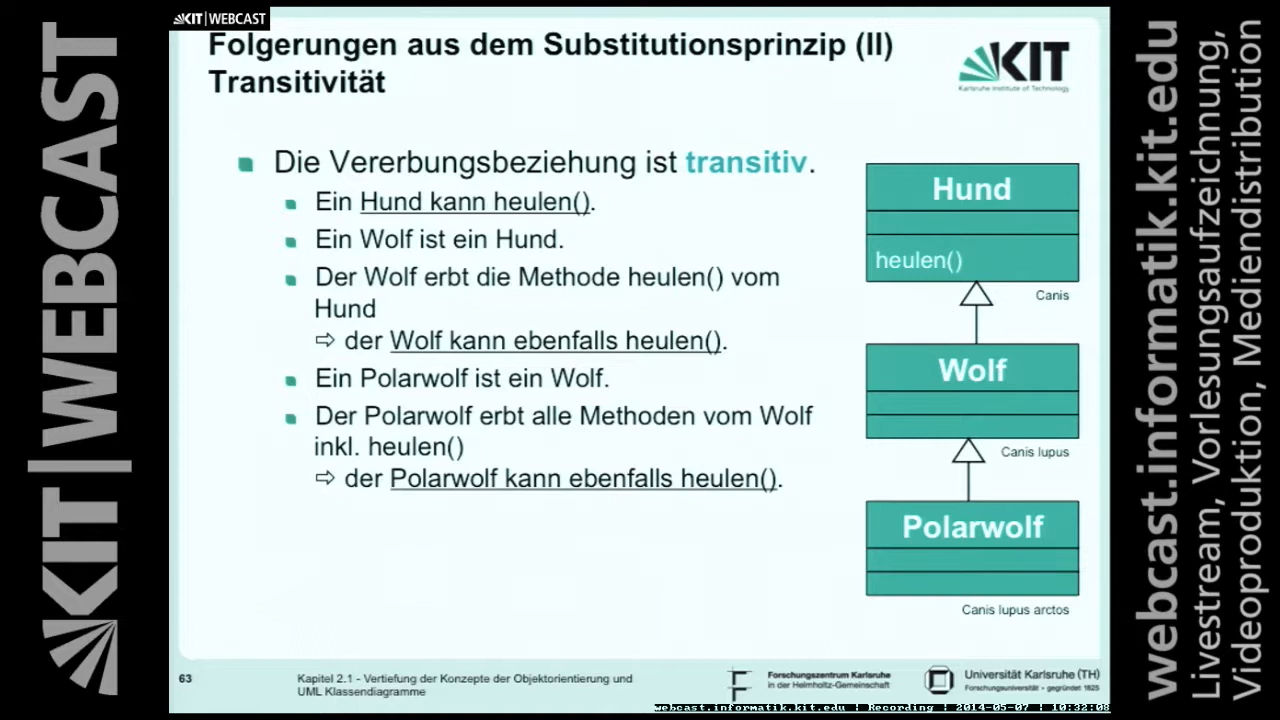 KIT | WEBCAST
KIT | WEBCAST
Folgerungen aus dem Substitutionsprinzip (II)
Transitivität
KIT
Karlsruhe Institute of Technology
Die Vererbungsbeziehung ist transitiv.
Ein Hund kann heulen().
Ein Wolf ist ein Hund.
Der Wolf erbt die Methode heulen() vom
Hund
⇨ der Wolf kann ebenfalls heulen().
Ein Polarwolf ist ein Wolf.
Der Polarwolf erbt alle Methoden vom Wolf
inkl. heulen()
⇨ der Polarwolf kann ebenfalls heulen().
Hund
heulen()
Canis
Wolf
Canis lupus
Polarwolf
Canis lupus arctos
63
Kapitel 2.1 - Vertiefung der Konzepte der Objektorientierung und
UML Klassendiagramme
Forschungszentrum Karlsruhe
in der Helmholtz-Gemeinschaft
Universität Karlsruhe (TH)
Forschungsuniversität - gegründet 1825
webcast.informatik.kit.edu | Recording | 2014-05-07 | 10:32:08
webcast.informatik.kit.edu
Livestream, Vorlesungsaufzeichnung,
Videoproduktion, Mediendistribution